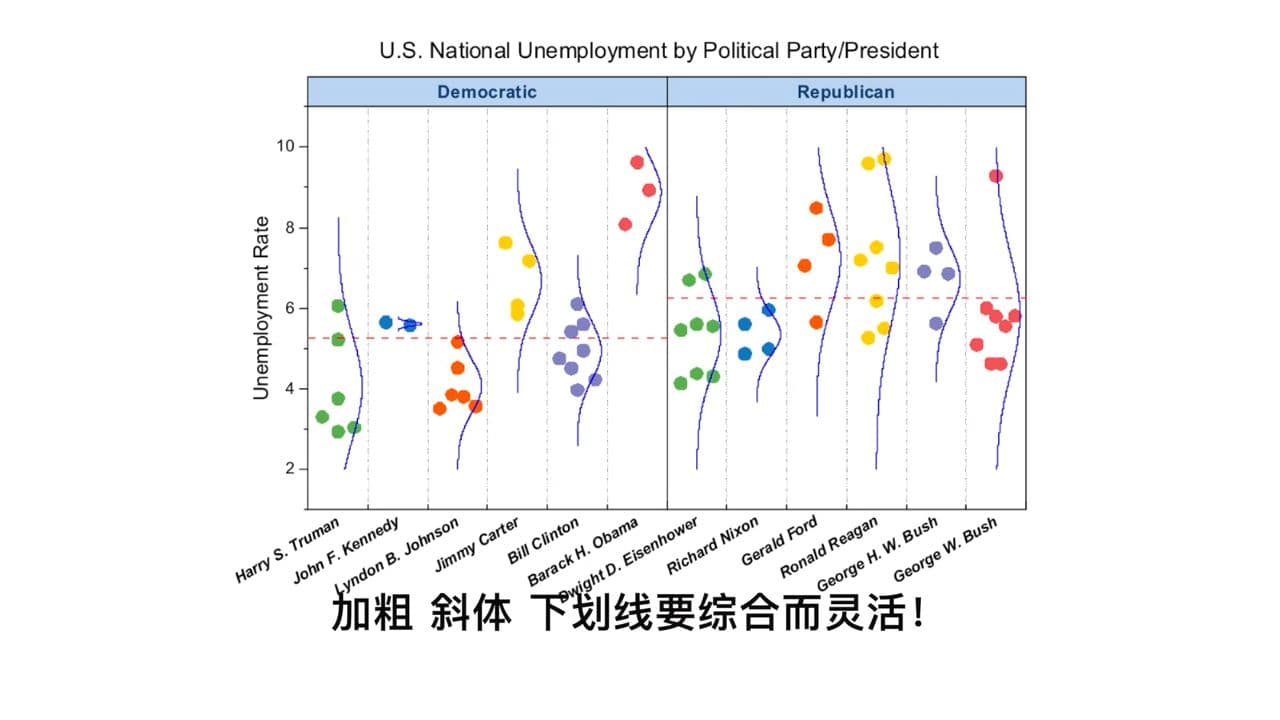 U.S. National Unemployment by Political Party/President
Democratic
Republican
Unemployment Rate
10
8
6
4
2
Harry S. Truman
John F. Kennedy
Lyndon B. Johnson
Jimmy Carter
Bill Clinton
Barack H. Obama
Dwight D. Eisenhower
Richard Nixon
Gerald Ford
Ronald Reagan
George H. W. Bush
George W. Bush
加粗 斜体 下划线要综合而灵活!